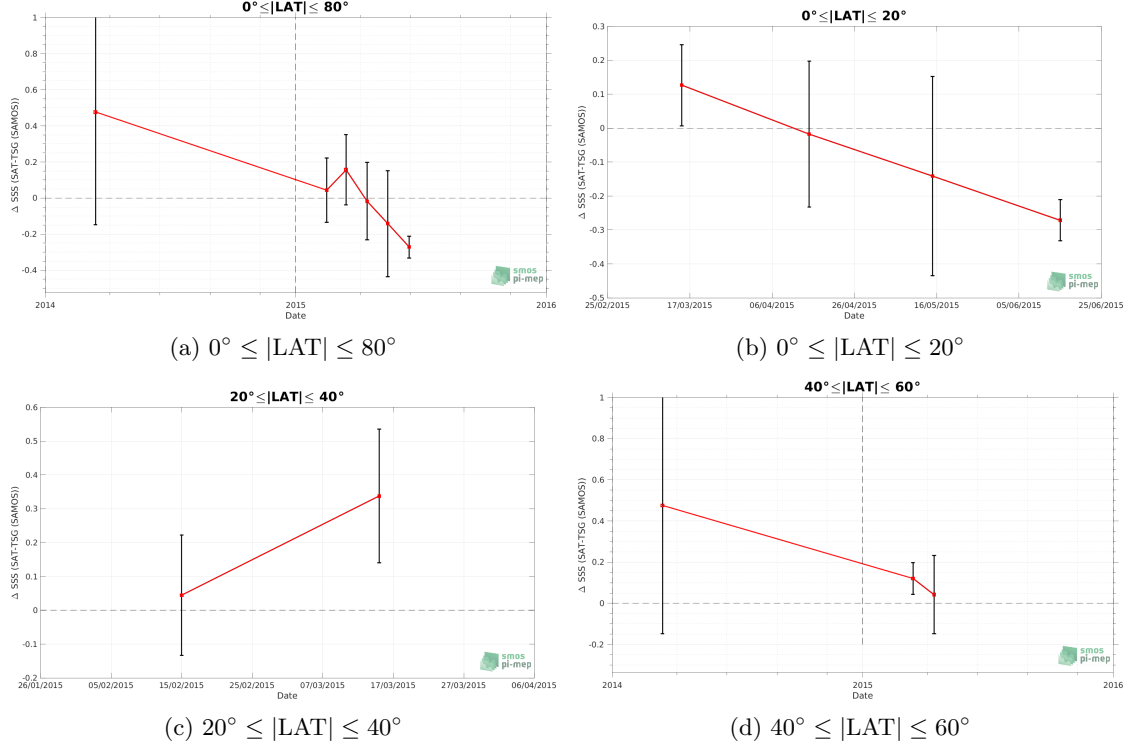 0°≤|LAT|≤ 80°
1
0.8
0.6
0.4
0.2
0
-0.2
-0.4
Δ SSS (SAT-TSG (SAMOS))
2014
2015
2016
Date
smos
pi-mep
(a) 0° ≤ |LAT| ≤ 80°
0°≤|LAT|≤ 20°
0.3
0.2
0.1
0
-0.1
-0.2
-0.3
-0.4
-0.5
Δ SSS (SAT-TSG (SAMOS))
25/02/2015
17/03/2015
06/04/2015
26/04/2015
16/05/2015
05/06/2015
25/06/2015
Date
smos
pi-mep
(b) 0° ≤ |LAT| ≤ 20°
20°≤|LAT|≤ 40°
0.6
0.5
0.4
0.3
0.2
0.1
0
-0.1
-0.2
Δ SSS (SAT-TSG (SAMOS))
26/01/2015
05/02/2015
15/02/2015
25/02/2015
07/03/2015
17/03/2015
27/03/2015
06/04/2015
Date
smos
pi-mep
(c) 20° ≤ |LAT| ≤ 40°
40°≤|LAT|≤ 60°
1
0.8
0.6
0.4
0.2
0
-0.2
Δ SSS (SAT-TSG (SAMOS))
2014
2015
2016
Date
smos
pi-mep
(d) 40° ≤ |LAT| ≤ 60°